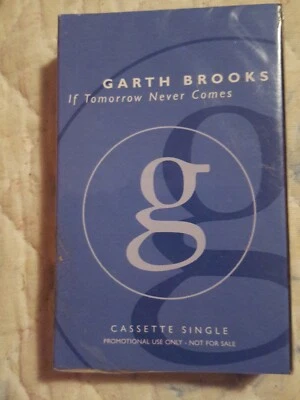 GARTH BROOKS
If Tomorrow Never Comes
g
CASSETTE SINGLE
PROMOTIONAL USE ONLY - NOT FOR SALE